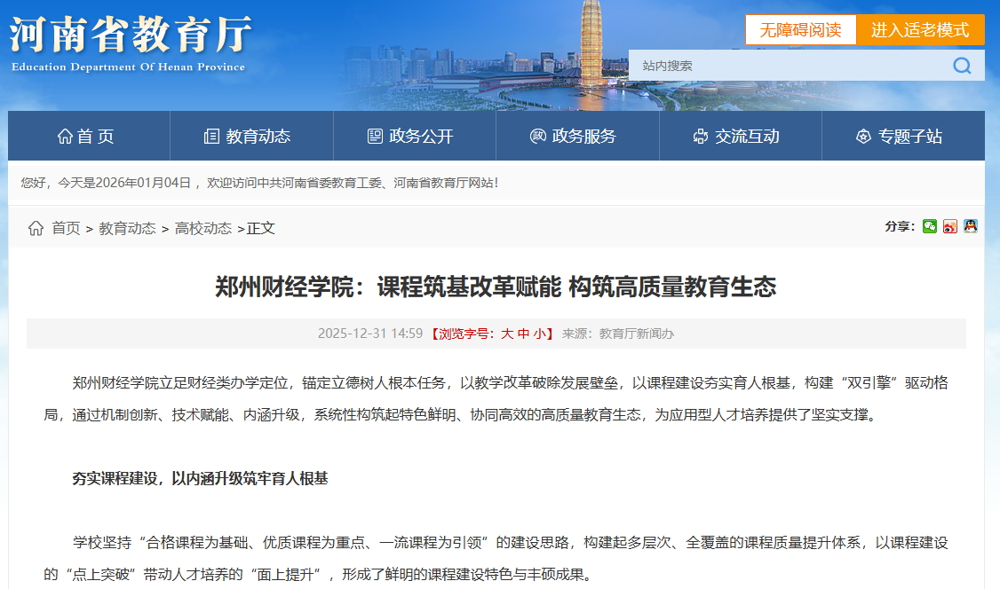 河南省教育厅
Education Department Of Henan Province
无障碍阅读 进入适老模式
站内搜索
首 页 教育动态 政务公开 政务服务 交流互动 专题子站
您好，今天是2026年01月04日 ，欢迎访问中共河南省委教育工委、河南省教育厅网站！
首页 > 教育动态 > 高校动态 >正文 分享：
郑州财经学院：课程筑基改革赋能 构筑高质量教育生态
2025-12-31 14:59 【浏览字号：大 中 小】 来源：教育厅新闻办
郑州财经学院立足财经类办学定位，锚定立德树人根本任务，以教学改革破除发展壁垒，以课程建设夯实育人根基，构建“双引擎”驱动格
局，通过机制创新、技术赋能、内涵升级，系统性构筑起特色鲜明、协同高效的高质量教育生态，为应用型人才培养提供了坚实支撑。
夯实课程建设，以内涵升级筑牢育人根基
学校坚持“合格课程为基础、优质课程为重点、一流课程为引领”的建设思路，构建起多层次、全覆盖的课程质量提升体系，以课程建设
的“点上突破”带动人才培养的“面上提升”，形成了鲜明的课程建设特色与丰硕成果。